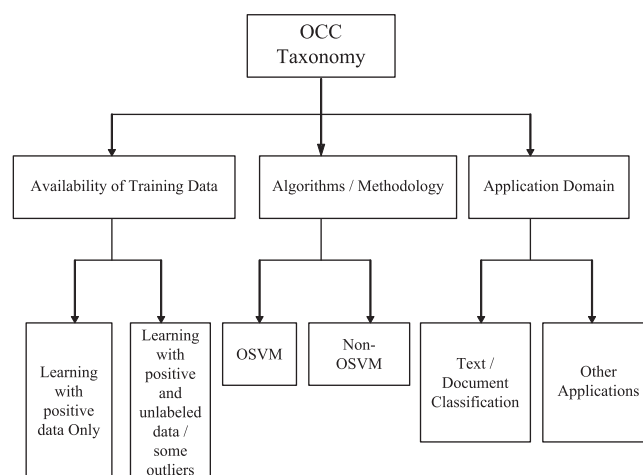 OCC
Taxonomy
Availability of Training Data
Algorithms / Methodology
Application Domain
Learning
with
positive
data Only
Learning
with
positive
and
unlabeled
data /
some
outliers
OSVM
Non-
OSVM
Text /
Document
Classification
Other
Applications